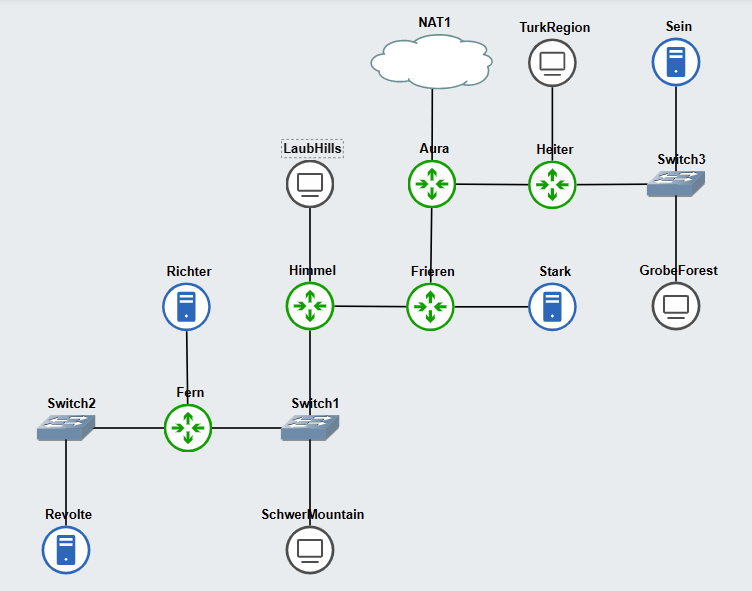 NAT1
TurkRegion
Sein
LaubHills
Aura
Heiter
Switch3
Richter
Himmel
Frieren
Stark
GrobeForest
Switch2
Fern
Switch1
Revolte
SchwerMountain